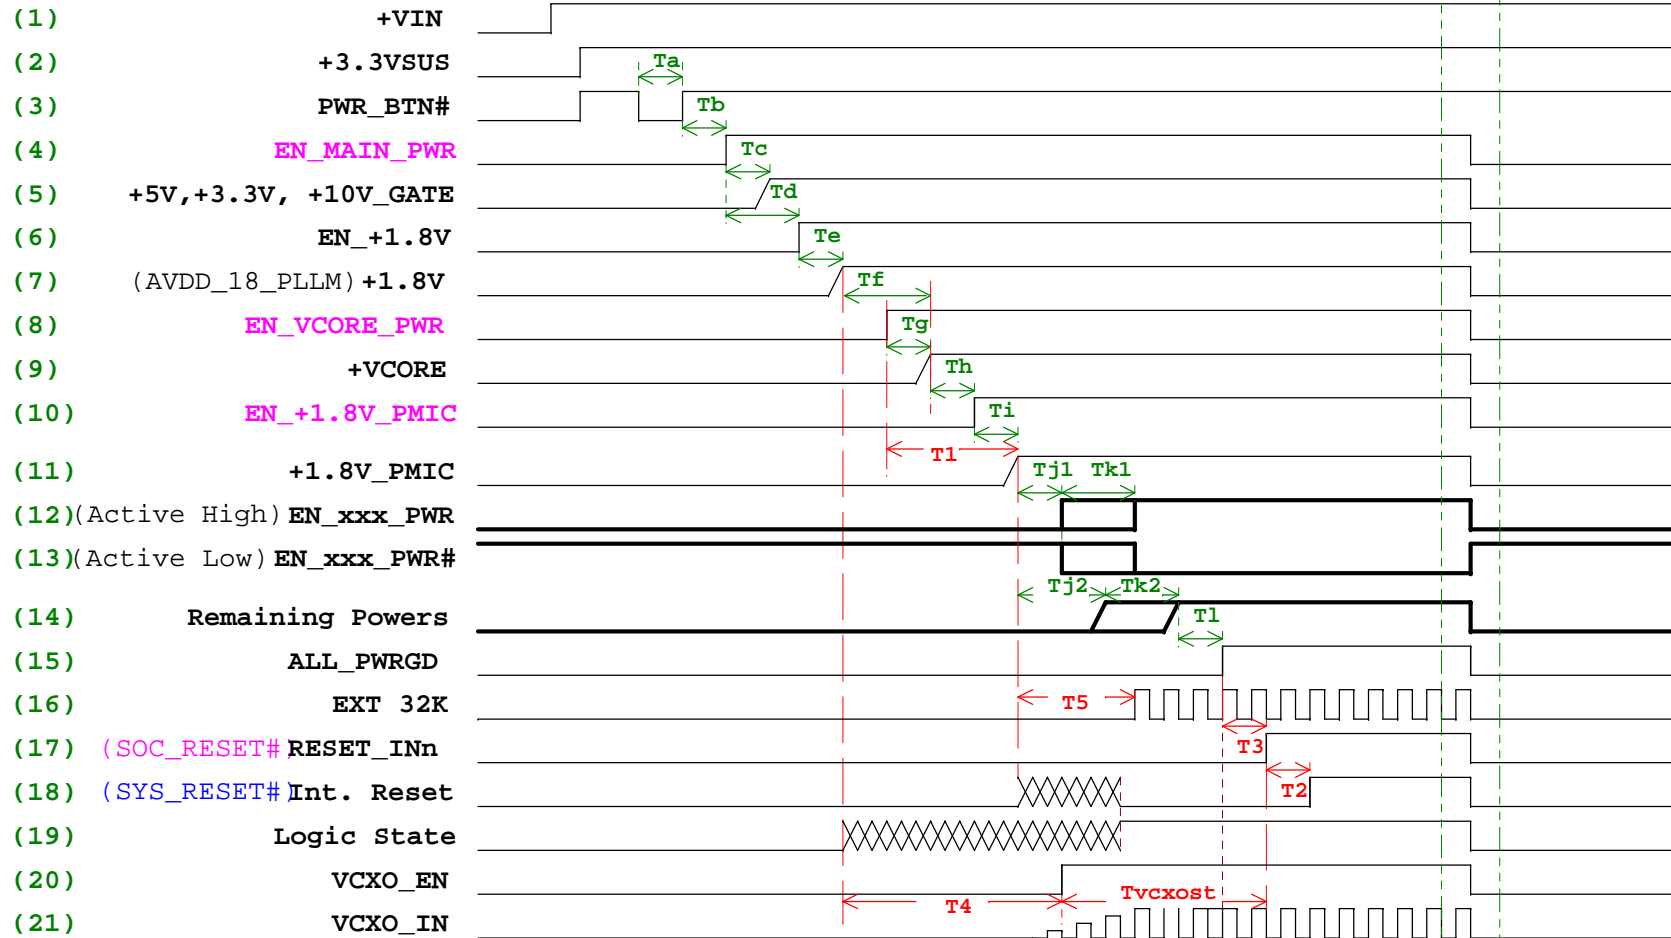 (1) +VIN
(2) +3.3VSUS Ta
(3) PWR_BTN# Tb
(4) EN_MAIN_PWR Tc
(5) +5V,+3.3V, +10V_GATE Td
(6) EN_+1.8V Te
(7) (AVDD_18_PLLM)+1.8V Tf
(8) EN_VCORE_PWR Tg
(9) +VCORE Th
(10) EN_+1.8V_PMIC Ti
T1
(11) +1.8V_PMIC Tj1 Tk1
(12)(Active High)EN_xxx_PWR
(13)(Active Low)EN_xxx_PWR#
Tj2 Tk2
(14) Remaining Powers Tl
(15) ALL_PWRGD
(16) EXT 32K T5
(17) (SOC_RESET#)RESET_INn T3
(18) (SYS_RESET#)Int. Reset T2
(19) Logic State
(20) VCXO_EN Tvcxost
T4
(21) VCXO_IN